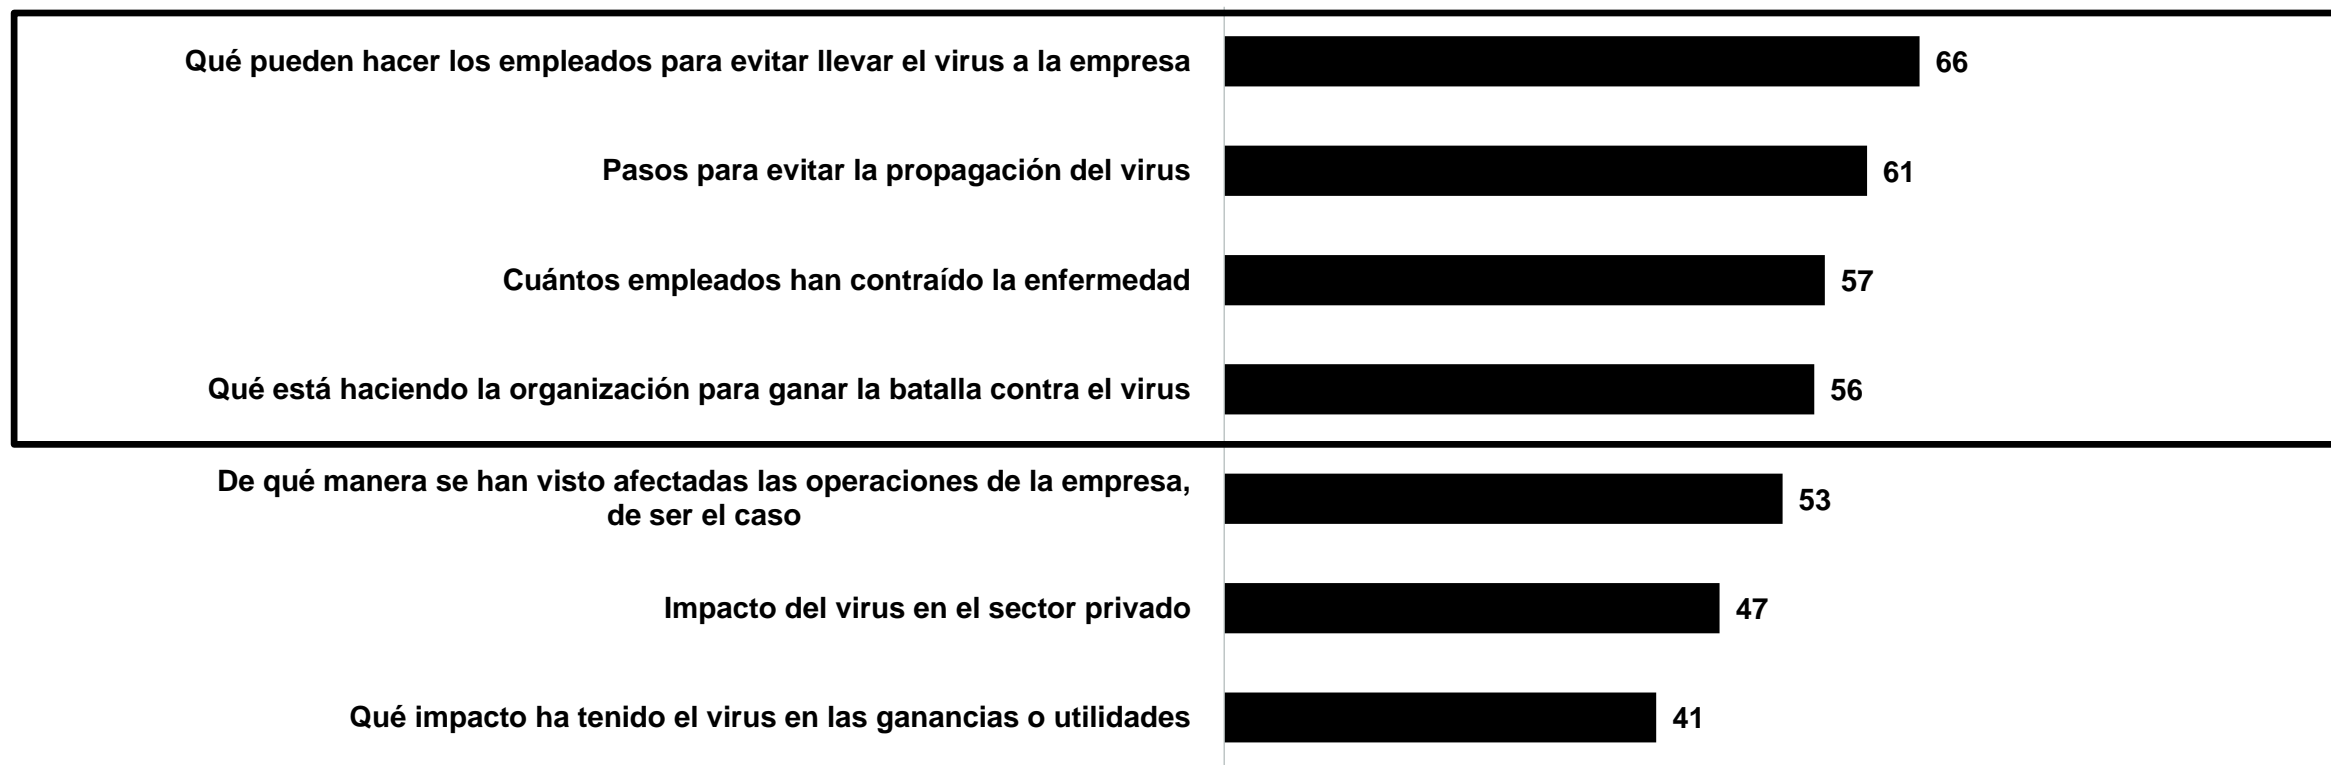 Qué pueden hacer los empleados para evitar llevar el virus a la empresa 66
Pasos para evitar la propagación del virus 61
Cuántos empleados han contraído la enfermedad 57
Qué está haciendo la organización para ganar la batalla contra el virus 56
De qué manera se han visto afectadas las operaciones de la empresa,
de ser el caso 53
Impacto del virus en el sector privado 47
Qué impacto ha tenido el virus en las ganancias o utilidades 41